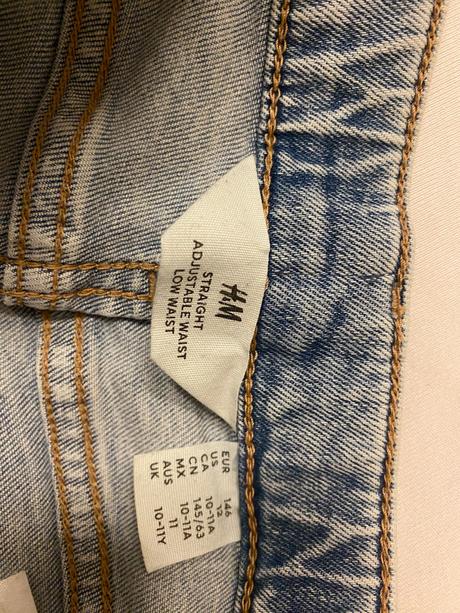 H&M
STRAIGHT
ADJUSTABLE WAIST
LOW WAIST
EUR 146
US 12
CA 10-11A
CN 145/63
MX 10-11A
AUS 11
UK 10-11Y